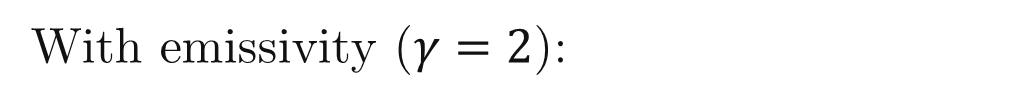 With emissivity (γ = 2):